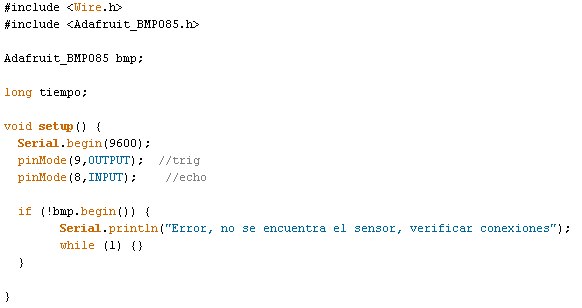 #include <Wire.h>
#include <Adafruit_BMP085.h>
Adafruit_BMP085 bmp;
long tiempo;
void setup() {
Serial.begin(9600);
pinMode(9,OUTPUT);  //trig
pinMode(8,INPUT);    //echo
if (!bmp.begin()) {
Serial.println("Error, no se encuentra el sensor, verificar conexiones");
while (1) {}
}
}